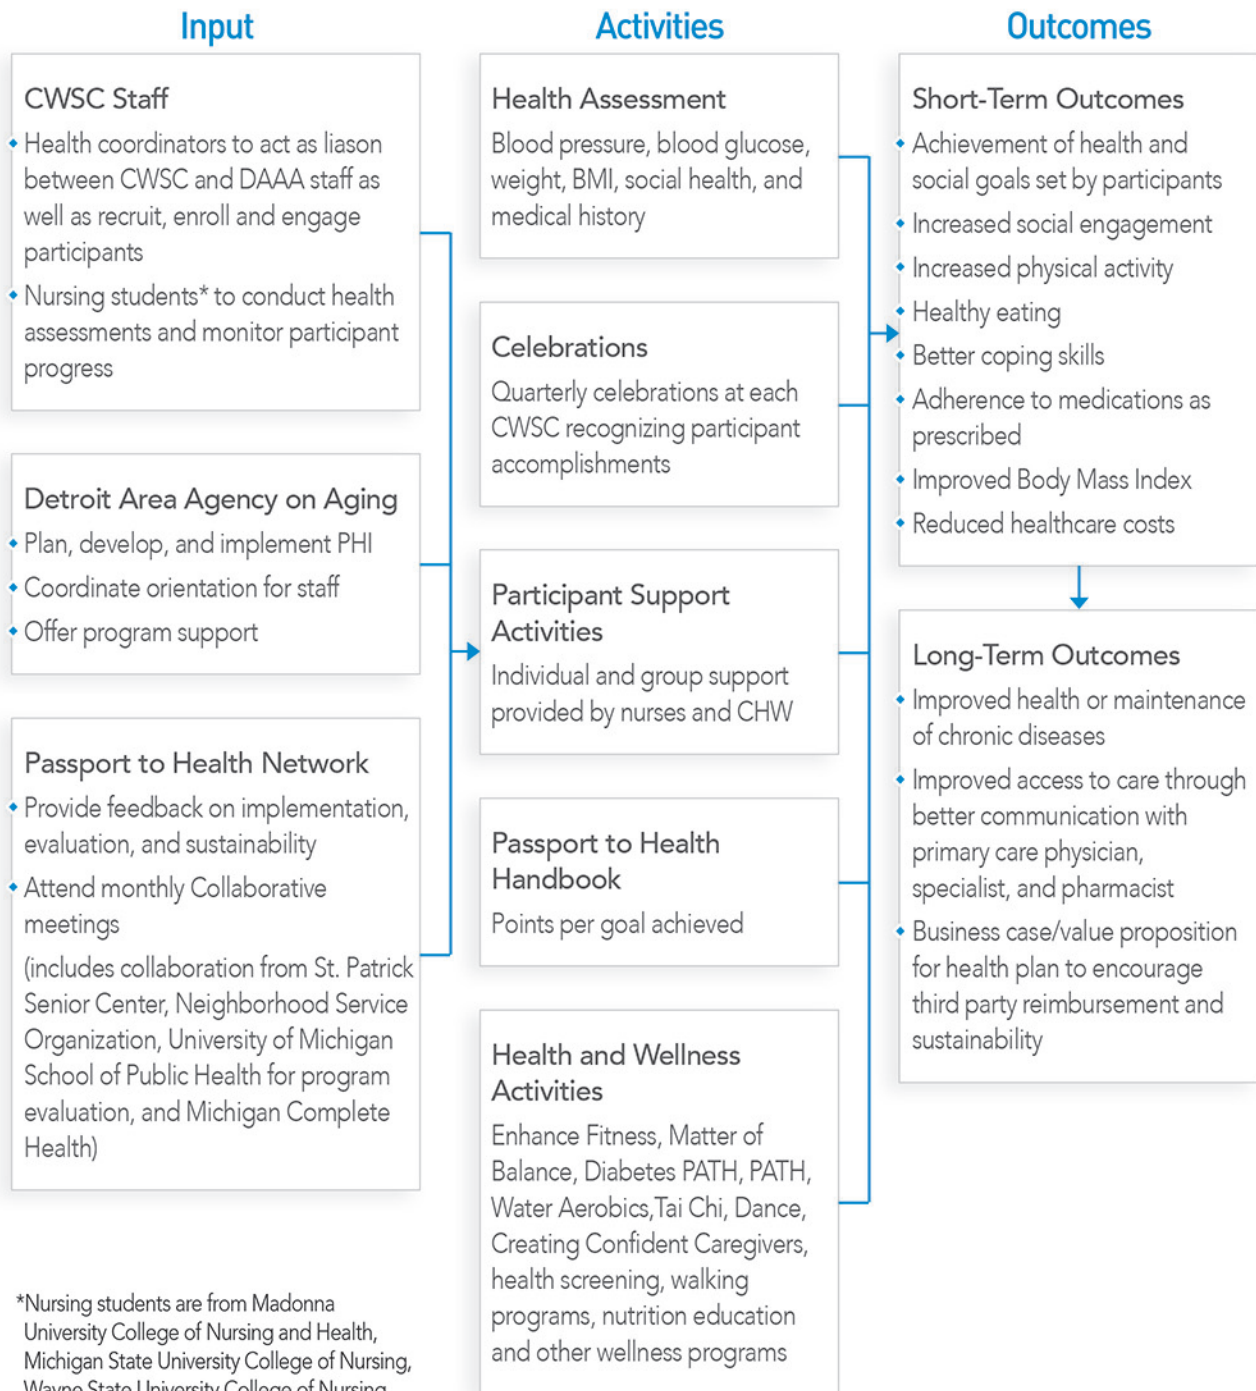 Input
CWSC Staff
Health coordinators to act as liason
between CWSC and DAAA staff as
well as recruit, enroll and engage
participants
Nursing students* to conduct health
assessments and monitor participant
progress
Detroit Area Agency on Aging
Plan, develop, and implement PHI
Coordinate orientation for staff
Offer program support
Passport to Health Network
Provide feedback on implementation,
evaluation, and sustainability
Attend monthly Collaborative
meetings
(includes collaboration from St. Patrick
Senior Center, Neighborhood Service
Organization, University of Michigan
School of Public Health for program
evaluation, and Michigan Complete
Health)
*Nursing students are from Madonna
University College of Nursing and Health,
Michigan State University College of Nursing,
Wayne State University College of Nursing
Activities
Health Assessment
Blood pressure, blood glucose,
weight, BMI, social health, and
medical history
Celebrations
Quarterly celebrations at each
CWSC recognizing participant
accomplishments
Participant Support
Activities
Individual and group support
provided by nurses and CHW
Passport to Health
Handbook
Points per goal achieved
Health and Wellness
Activities
Enhance Fitness, Matter of
Balance, Diabetes PATH, PATH,
Water Aerobics,Tai Chi, Dance,
Creating Confident Caregivers,
health screening, walking
programs, nutrition education
and other wellness programs
Outcomes
Short-Term Outcomes
Achievement of health and
social goals set by participants
Increased social engagement
Increased physical activity
Healthy eating
Better coping skills
Adherence to medications as
prescribed
Improved Body Mass Index
Reduced healthcare costs
Long-Term Outcomes
Improved health or maintenance
of chronic diseases
Improved access to care through
better communication with
primary care physician,
specialist, and pharmacist
Business case/value proposition
for health plan to encourage
third party reimbursement and
sustainability